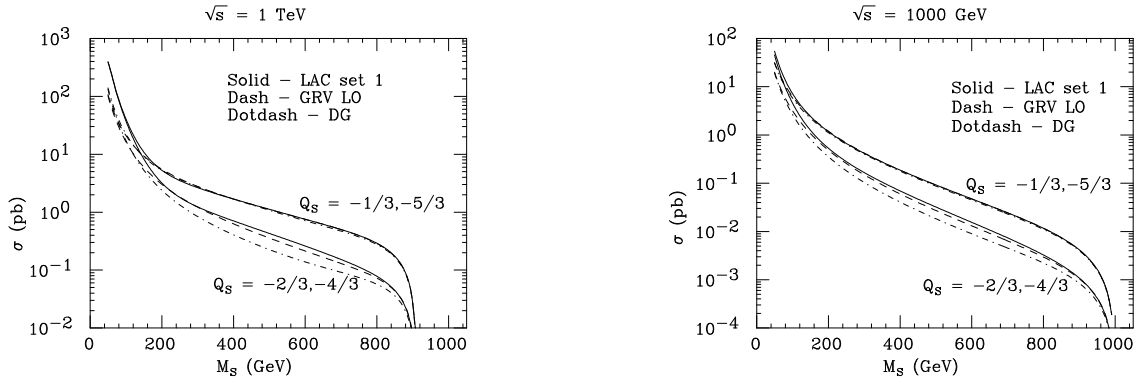 √s = 1 TeV
10³
10²
10¹
10⁰
10⁻¹
10⁻²
σ (pb)
Solid − LAC set 1
Dash − GRV LO
Dotdash − DG
Q_S = −1/3,−5/3
Q_S = −2/3,−4/3
0 200 400 600 800 1000
M_S (GeV)
√s = 1000 GeV
10²
10¹
10⁰
10⁻¹
10⁻²
10⁻³
10⁻⁴
σ (pb)
Solid − LAC set 1
Dash − GRV LO
Dotdash − DG
Q_S = −1/3,−5/3
Q_S = −2/3,−4/3
0 200 400 600 800 1000
M_S (GeV)